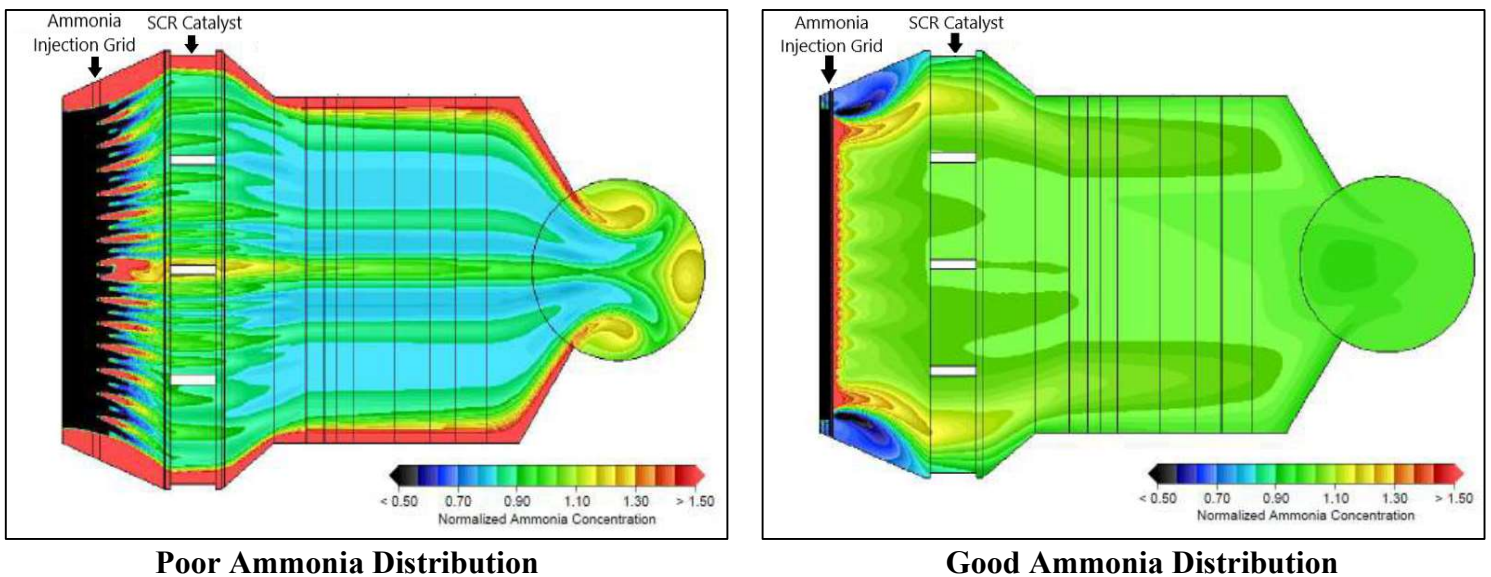 Ammonia
Injection Grid
SCR Catalyst
< 0.50 0.70 0.90 1.10 1.30 > 1.50
Normalized Ammonia Concentration
Poor Ammonia Distribution
Ammonia
Injection Grid
SCR Catalyst
< 0.50 0.70 0.90 1.10 1.30 > 1.50
Normalized Ammonia Concentration
Good Ammonia Distribution